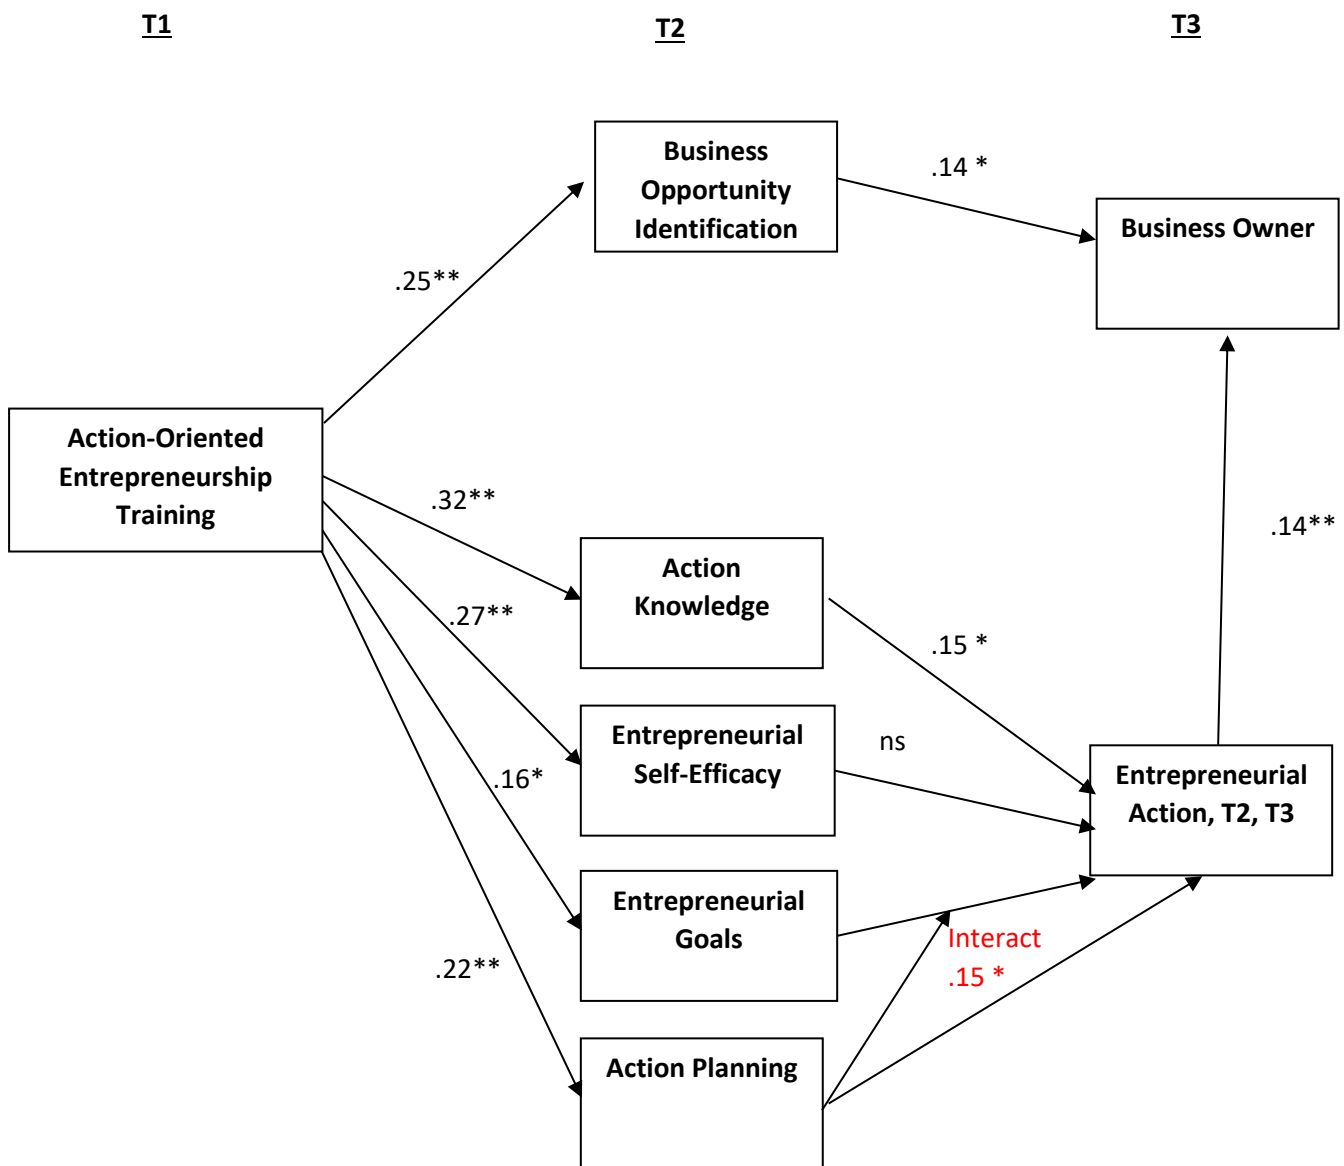 T1
T2
T3
Business
Opportunity
Identification
.14 *
Business Owner
.25**
Action-Oriented
Entrepreneurship
Training
.32**
.14**
Action
Knowledge
.27**
.15 *
Entrepreneurial
Self-Efficacy
ns
.16*
Entrepreneurial
Action, T2, T3
Entrepreneurial
Goals
Interact
.15 *
.22**
Action Planning